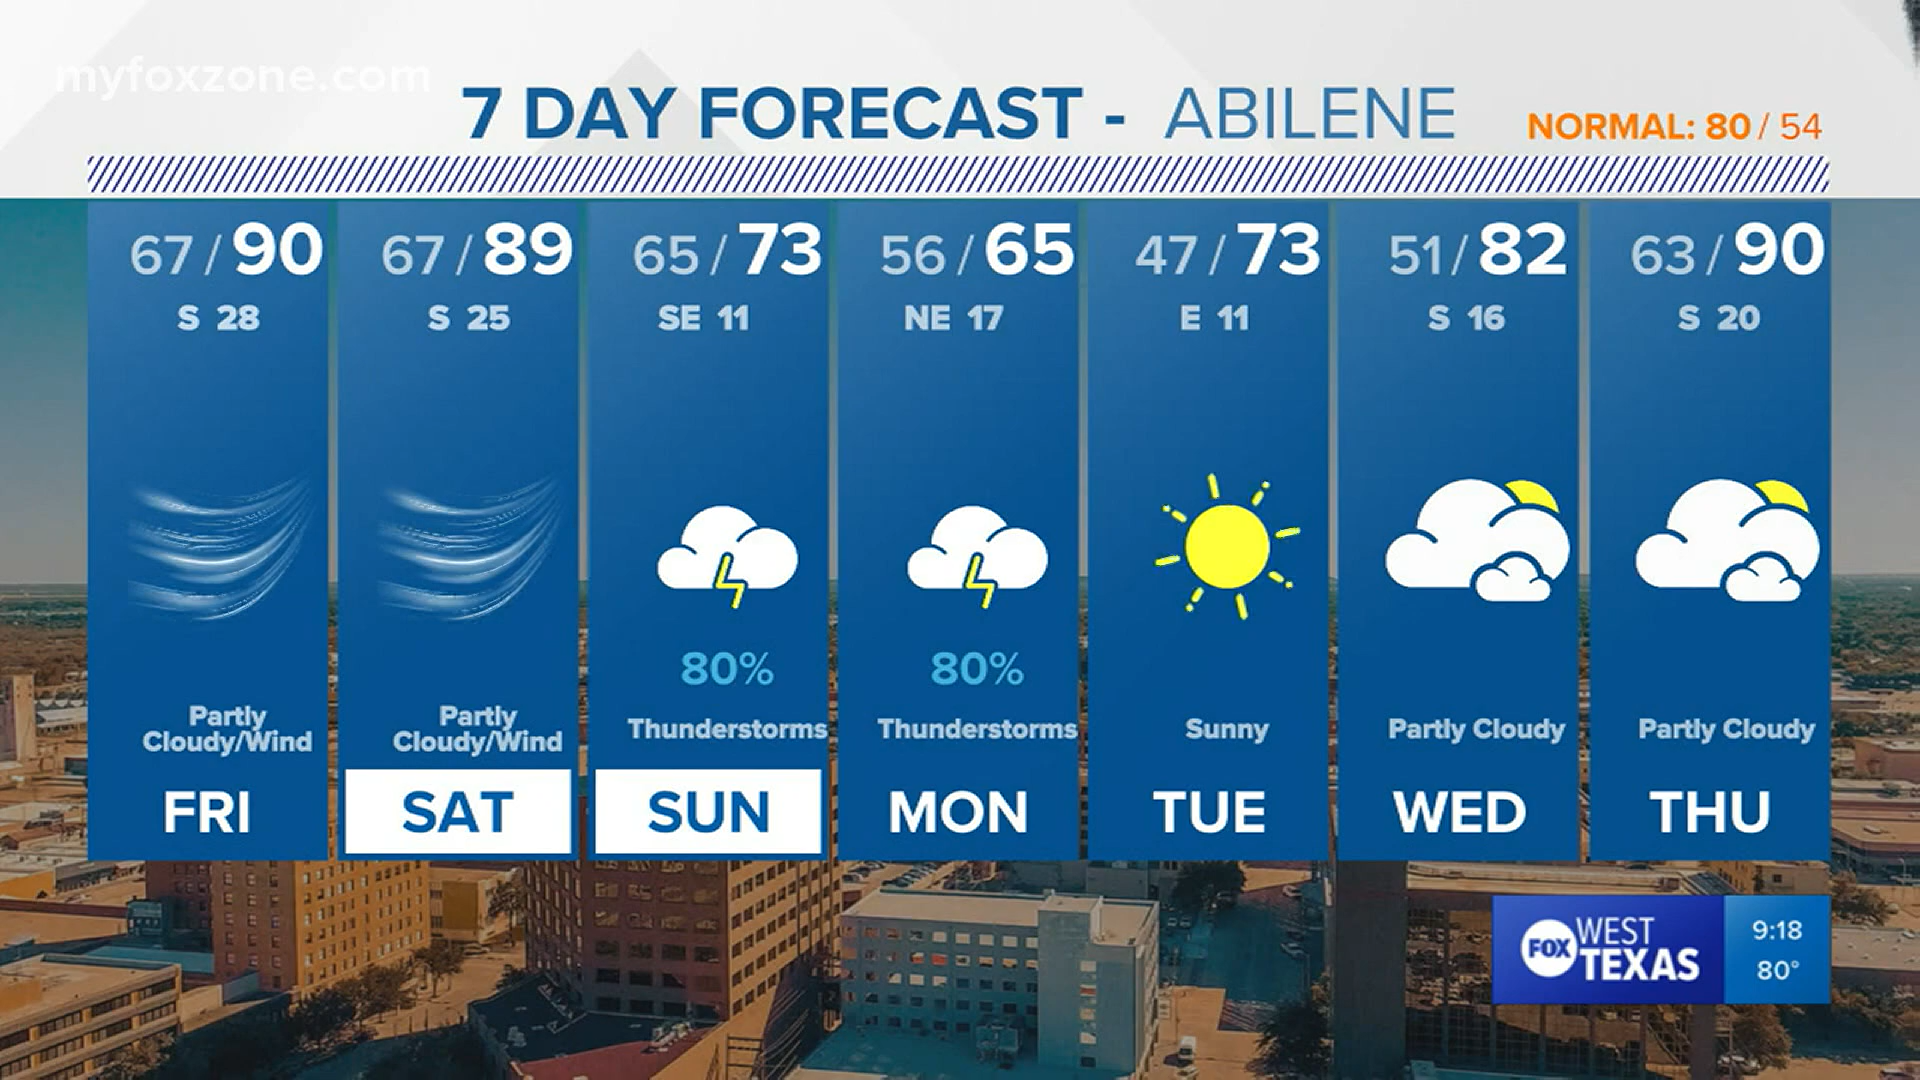 myfoxzone.com
7 DAY FORECAST - ABILENE
NORMAL: 80 / 54
67 / 90
S 28
Partly
Cloudy/Wind
FRI
67 / 89
S 25
Partly
Cloudy/Wind
SAT
65 / 73
SE 11
80%
Thunderstorms
SUN
56 / 65
NE 17
80%
Thunderstorms
MON
47 / 73
E 11
Sunny
TUE
51 / 82
S 16
Partly Cloudy
WED
63 / 90
S 20
Partly Cloudy
THU
FOX
WEST
TEXAS
9:18
80°